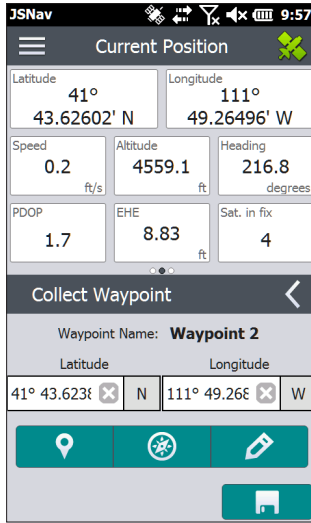 JSNav 9:57
Current Position
Latitude Longitude
41° 111°
43.62602' N 49.26496' W
Speed Altitude Heading
0.2 4559.1 216.8
ft/s ft degrees
PDOP EHE Sat. in fix
1.7 8.83 4
ft
Collect Waypoint
Waypoint Name: Waypoint 2
Latitude Longitude
41° 43.623 N 111° 49.268 W